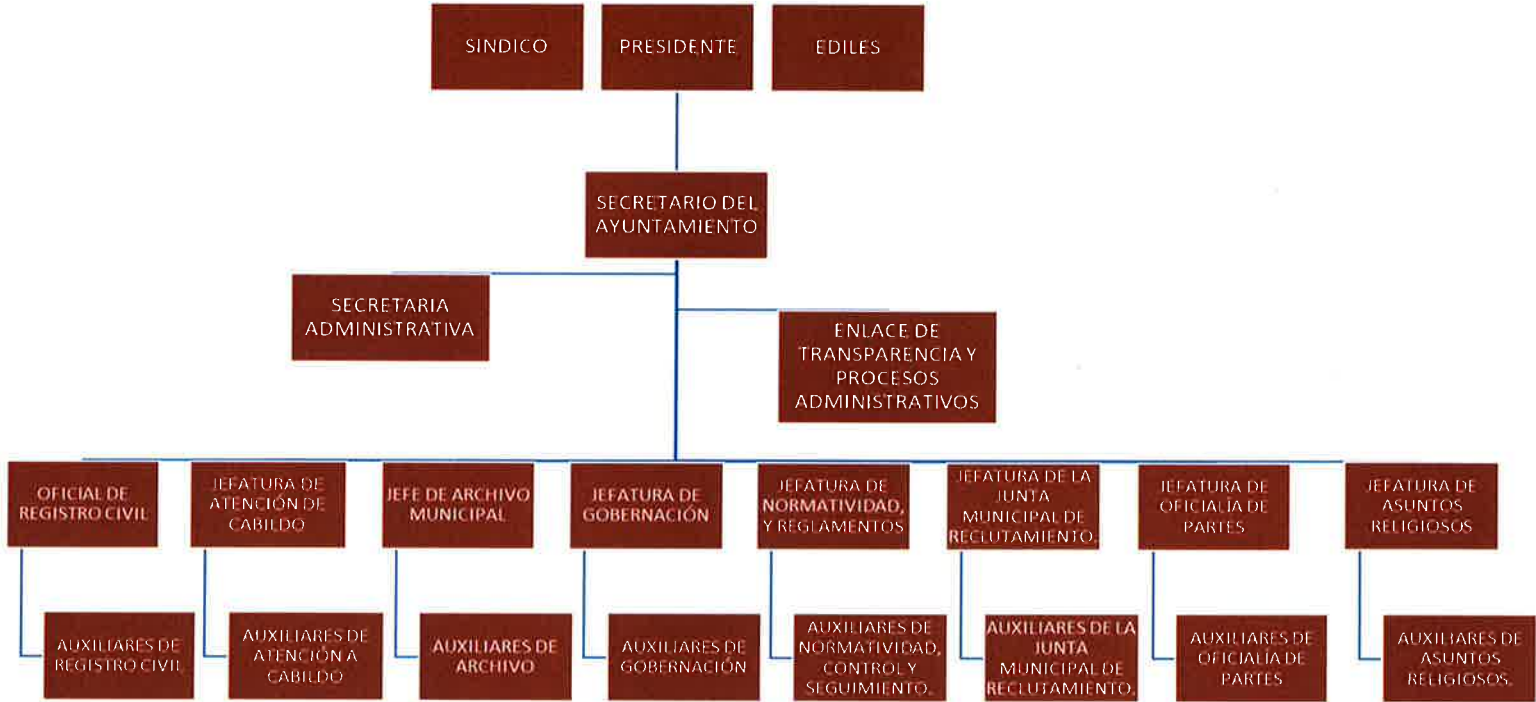 SINDICO
PRESIDENTE
EDILES
SECRETARIO DEL
AYUNTAMIENTO
SECRETARIA
ADMINISTRATIVA
ENLACE DE
TRANSPARENCIA Y
PROCESOS
ADMINISTRATIVOS
OFICIAL DE
REGISTRO CIVIL
JEFATURA DE
ATENCIÓN DE
CABILDO
JEFE DE ARCHIVO
MUNICIPAL
JEFATURA DE
GOBERNACIÓN
JEFATURA DE
NORMATIVIDAD,
Y REGLAMENTOS
JEFATURA DE LA
JUNTA
MUNICIPAL DE
RECLUTAMIENTO.
JEFATURA DE
OFICIALÍA DE
PARTES
JEFATURA DE
ASUNTOS
RELIGIOSOS
AUXILIARES DE
REGISTRO CIVIL
AUXILIARES DE
ATENCIÓN A
CABILDO
AUXILIARES DE
ARCHIVO
AUXILIARES DE
GOBERNACIÓN
AUXILIARES DE
NORMATIVIDAD,
CONTROL Y
SEGUIMIENTO.
AUXILIARES DE LA
JUNTA
MUNICIPAL DE
RECLUTAMIENTO.
AUXILIARES DE
OFICIALÍA DE
PARTES
AUXILIARES DE
ASUNTOS
RELIGIOSOS.